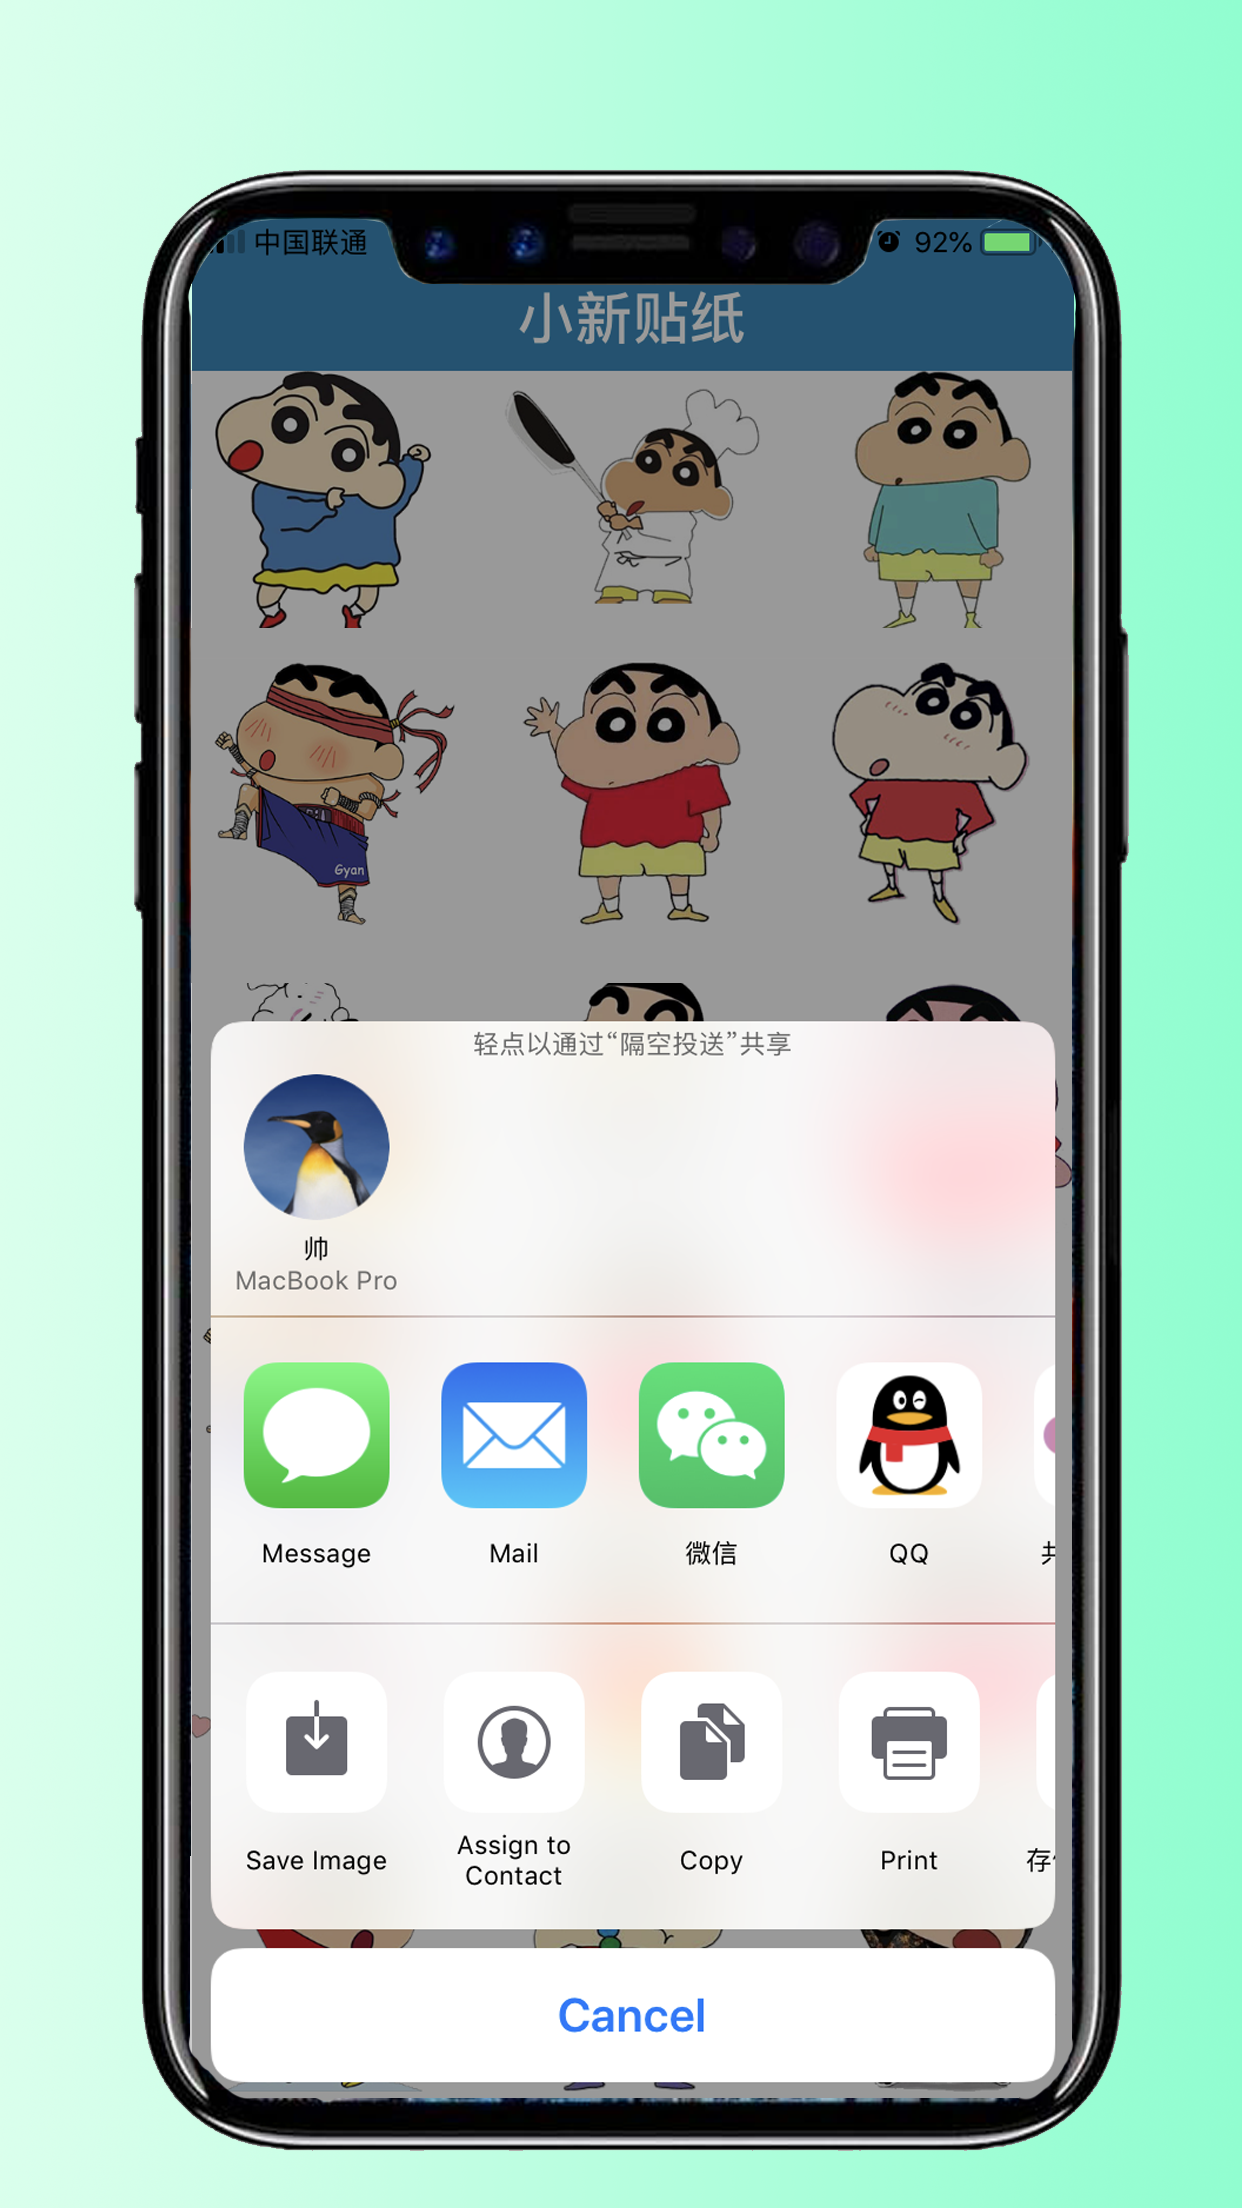 中国联通
92%
小新贴纸
Gyan
轻点以通过“隔空投送”共享
帅
MacBook Pro
Message
Mail
微信
QQ
Save Image
Assign to
Contact
Copy
Print
存
Cancel